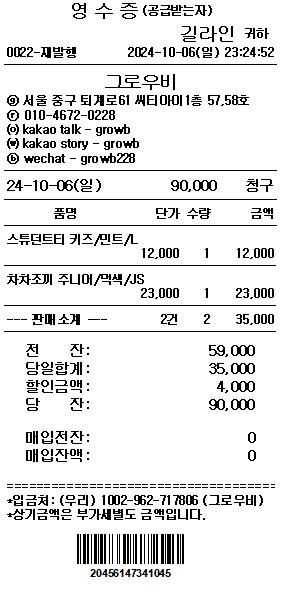 영 수 증 (공급받는자)
길라인 귀하
0022-재발행 2024-10-06(일) 23:24:52
그로우비
ⓐ 서울 중구 퇴계로61 씨티아이1층 57,58호
ⓟ 010-4672-0228
kakao talk - growb
kakao story - growb
wechat - growb228
24-10-06(일) 90,000 청구
품명 단가 수량 금액
스튜던트티 키즈/민트/L
12,000 1 12,000
차차조끼 주니어/먹색/JS
23,000 1 23,000
--- 판매 소계 --- 2건 2 35,000
전 잔: 59,000
당일합계: 35,000
할인금액: 4,000
당 잔: 90,000
매입전잔: 0
매입잔액: 0
=============================================
*입금처: (우리) 1002-962-717806 (그로우비)
*상기금액은 부가세별도 금액입니다.
20456147341045